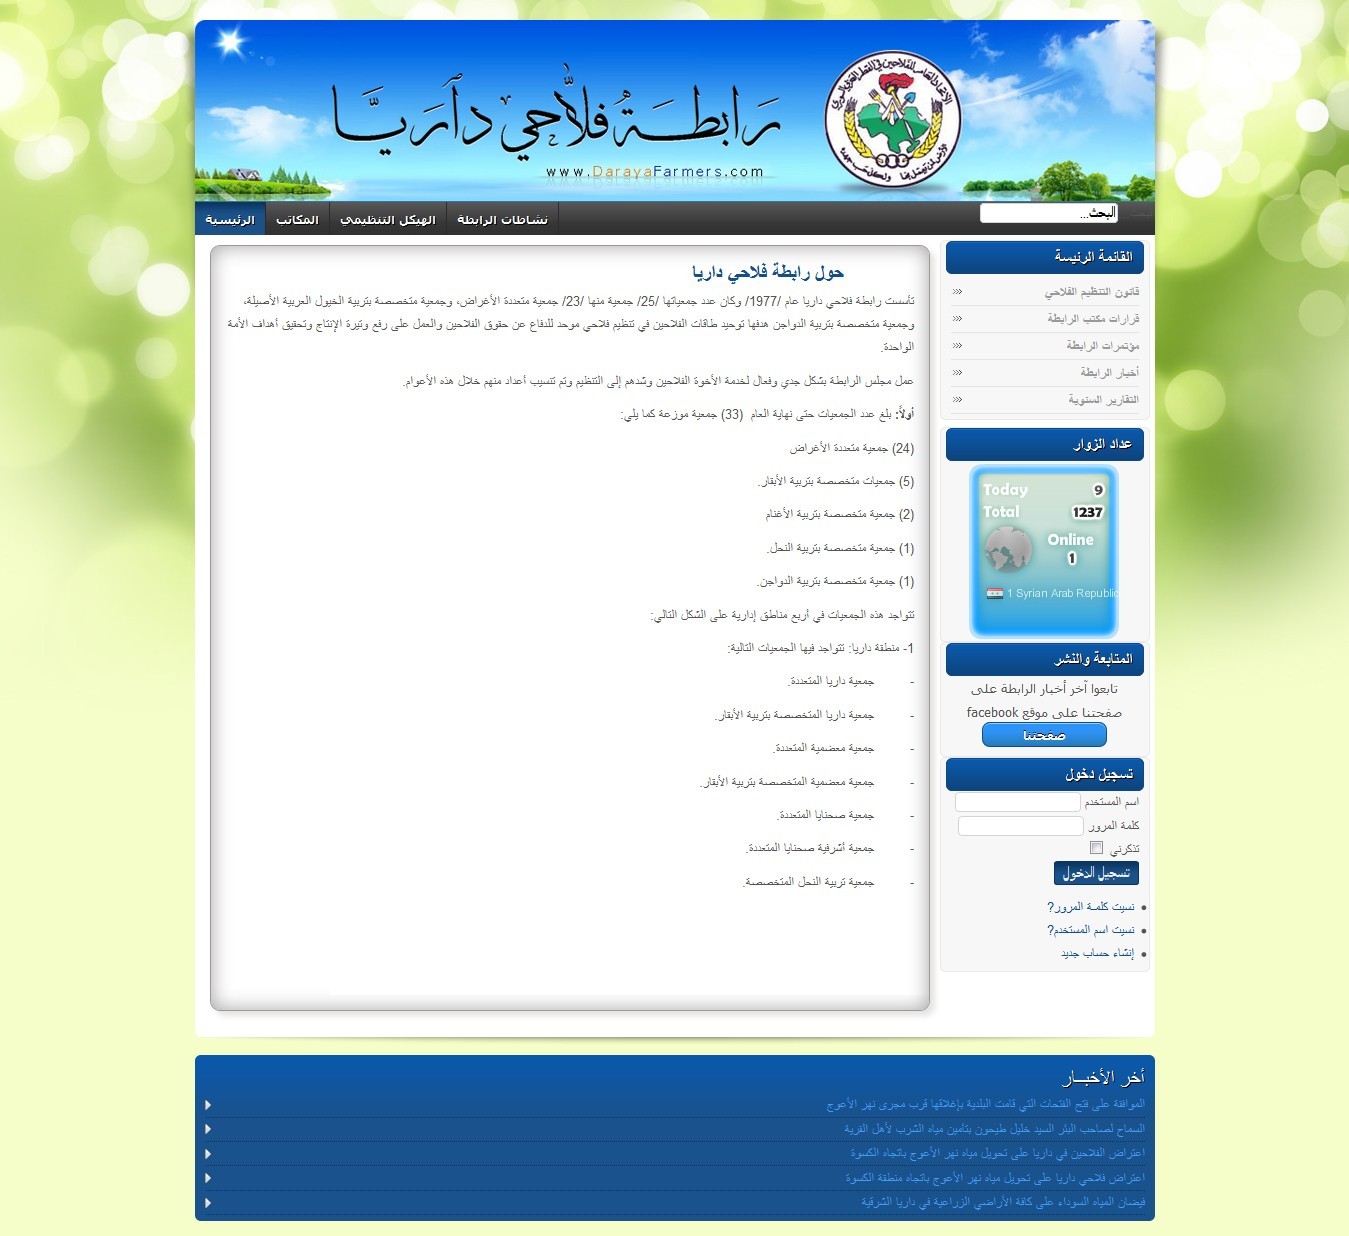 رابطة فلاحي داريا
www.DarayaFarmers.com
الرئيسية
المكاتب
الهيكل التنظيمي
نشاطات الرابطة
البحث...
القائمة الرئيسة
قانون التنظيم الفلاحي
قرارات مكتب الرابطة
مؤتمرات الرابطة
أخبار الرابطة
التقارير السنوية
عداد الزوار
Today 9
Total 1237
Online
1
1 Syrian Arab Republic
المتابعة والنشر
تابعوا آخر أخبار الرابطة على
صفحتنا على موقع facebook
صفحتنا
تسجيل دخول
اسم المستخدم
كلمة المرور
تذكرني
تسجيل الدخول
نسيت كلمـة المرور؟
نسيت اسم المستخدم؟
إنشاء حساب جديد
حول رابطة فلاحي داريا
تأسست رابطة فلاحي داريا عام /1977/ وكان عدد جمعياتها /25/ جمعية منها /23/ جمعية متعددة الأغراض، وجمعية متخصصة بتربية الخيول العربية الأصيلة،
وجمعية متخصصة بتربية الدواجن هدفها توحيد طاقات الفلاحين في تنظيم فلاحي موحد للدفاع عن حقوق الفلاحين والعمل على رفع وتيرة الإنتاج وتحقيق أهداف الأمة
الواحدة.
عمل مجلس الرابطة بشكل جدي وفعال لخدمة الأخوة الفلاحين وشدهم إلى التنظيم وتم تنسيب أعداد منهم خلال هذه الأعوام.
أولاً: بلغ عدد الجمعيات حتى نهاية العام (33) جمعية موزعة كما يلي:
(24) جمعية متعددة الأغراض
(5) جمعيات متخصصة بتربية الأبقار.
(2) جمعية متخصصة بتربية الأغنام
(1) جمعية متخصصة بتربية النحل.
(1) جمعية متخصصة بتربية الدواجن.
تتواجد هذه الجمعيات في أربع مناطق إدارية على الشكل التالي:
1- منطقة داريا: تتواجد فيها الجمعيات التالية:
- جمعية داريا المتعددة.
- جمعية داريا المتخصصة بتربية الأبقار.
- جمعية معضمية المتعددة.
- جمعية معضمية المتخصصة بتربية الأبقار.
- جمعية صحنايا المتعددة.
- جمعية أشرفية صحنايا المتعددة.
- جمعية تربية النحل المتخصصة.
أخر الأخبـــار
الموافقة على فتح الفتحات التي قامت البلدية بإغلاقها قرب مجرى نهر الأعوج
السماح لصاحب البئر السيد خليل طيحون بتأمين مياه الشرب لأهل القرية
اعتراض الفلاحين في داريا على تحويل مياه نهر الأعوج باتجاه الكسوة
اعتراض فلاحي داريا على تحويل مياه نهر الأعوج باتجاه منطقة الكسوة
فيضان المياه السوداء على كافة الأراضي الزراعية في داريا الشرقية